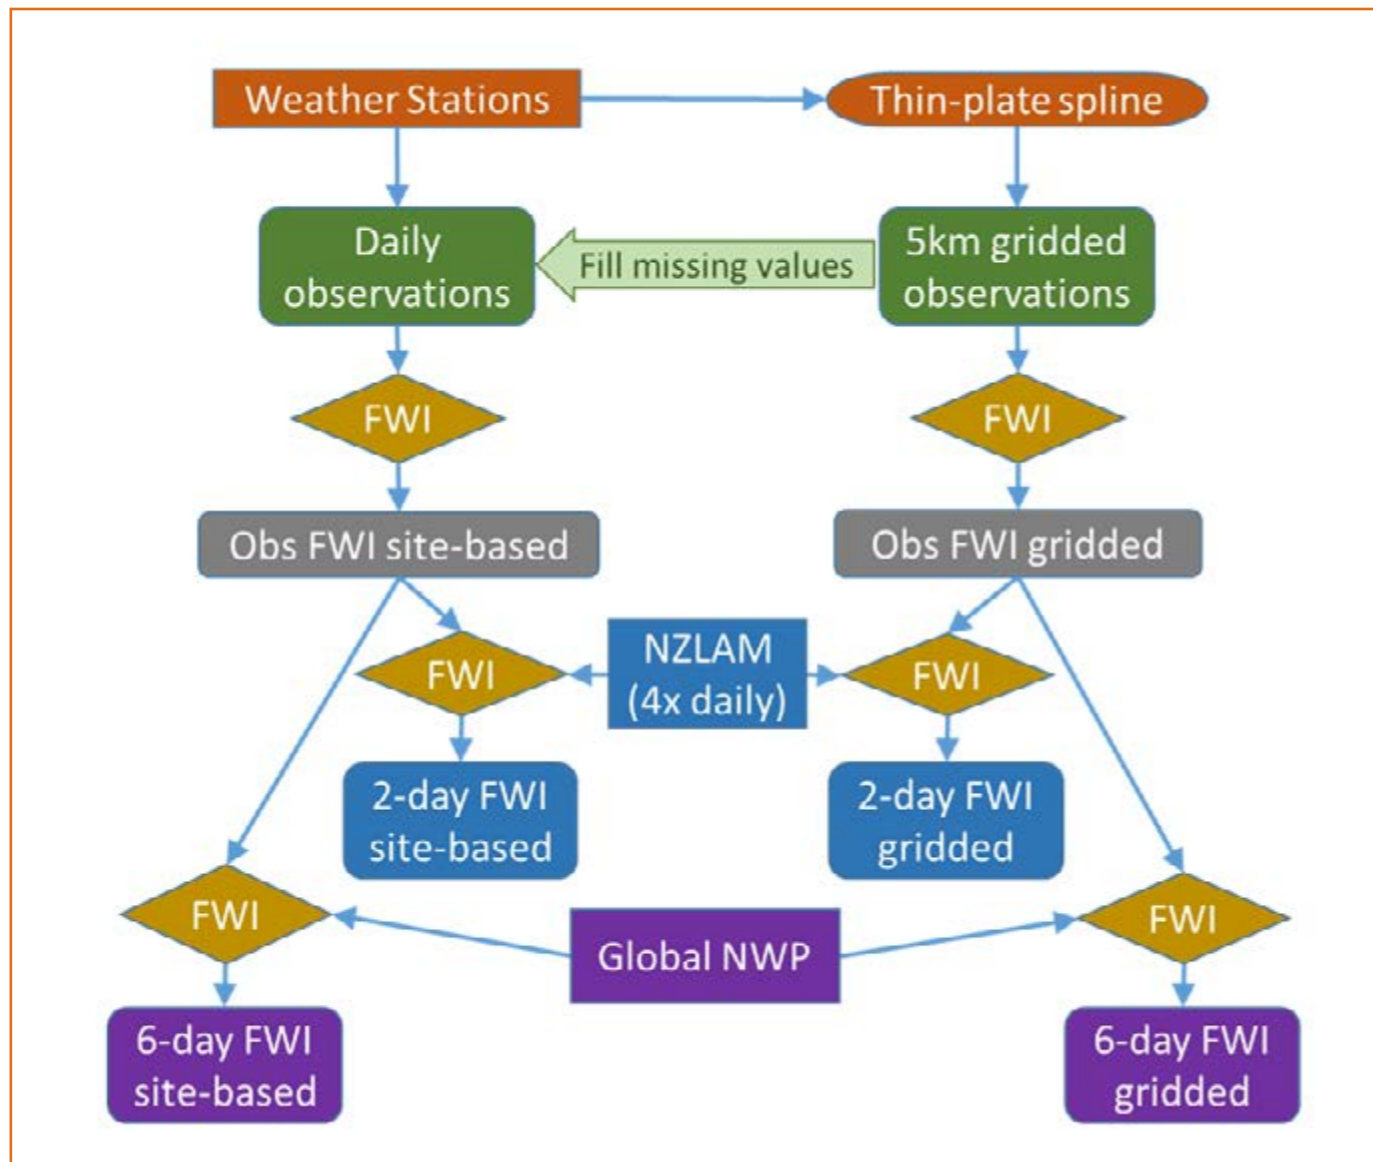 Weather Stations
Thin-plate spline
Daily
observations
Fill missing values
5km gridded
observations
FWI
FWI
Obs FWI site-based
Obs FWI gridded
FWI
NZLAM
(4x daily)
FWI
2-day FWI
site-based
2-day FWI
gridded
FWI
Global NWP
FWI
6-day FWI
site-based
6-day FWI
gridded